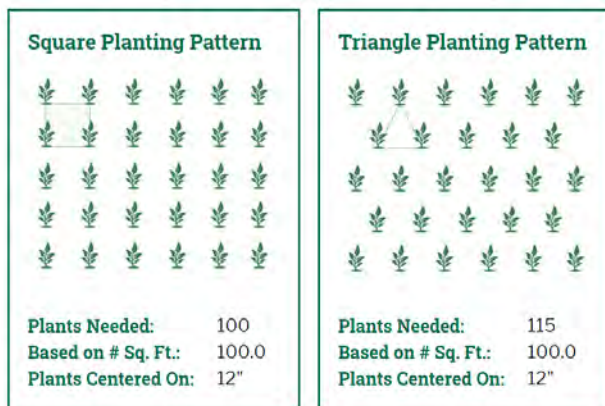 Square Planting Pattern
Plants Needed: 100
Based on # Sq. Ft.: 100.0
Plants Centered On: 12"
Triangle Planting Pattern
Plants Needed: 115
Based on # Sq. Ft.: 100.0
Plants Centered On: 12"